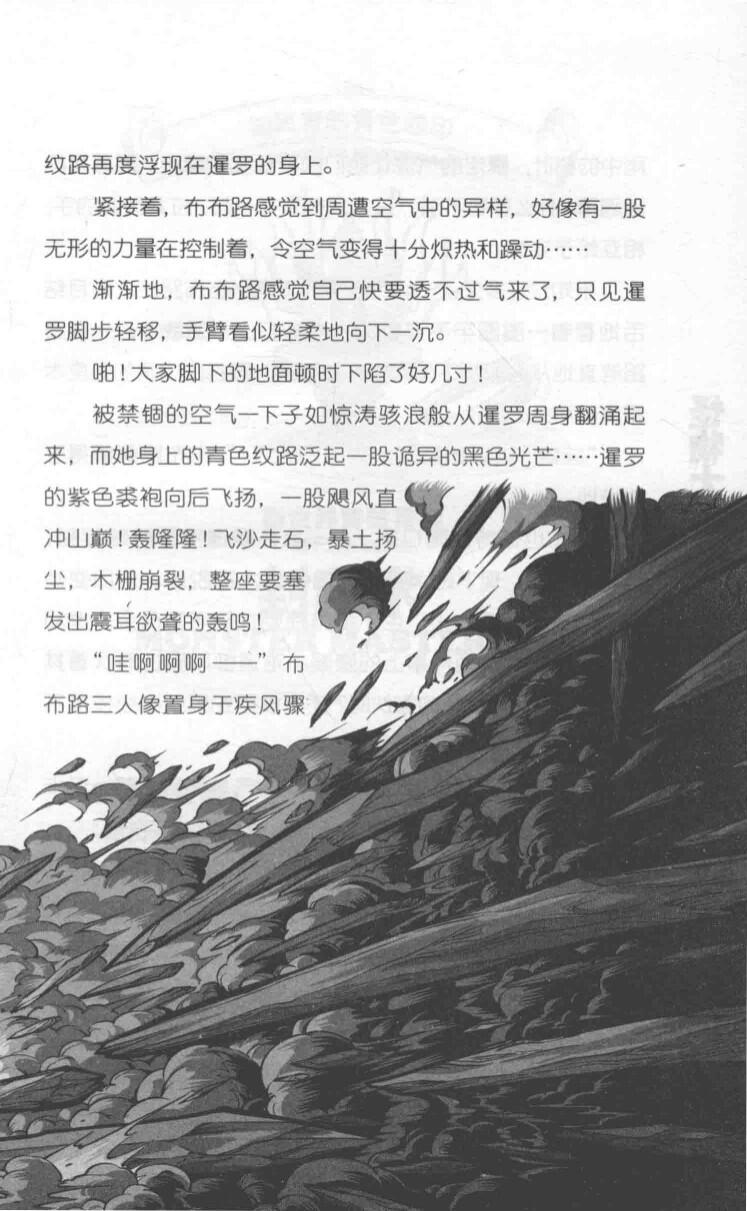 纹路再度浮现在暹罗的身上。
紧接着，布布路感觉到周遭空气中的异样，好像有一股
无形的力量在控制着，令空气变得十分炽热和躁动……
渐渐地，布布路感觉自己快要透不过气来了，只见暹
罗脚步轻移，手臂看似轻柔地向下一沉。
啪！大家脚下的地面顿时下陷了好几寸！
被禁锢的空气一下子如惊涛骇浪般从暹罗周身翻涌起
来，而她身上的青色纹路泛起一股诡异的黑色光芒……暹罗
的紫色裘袍向后飞扬，一股飓风直
冲山巅！轰隆隆！飞沙走石，暴土扬
尘，木栅崩裂，整座要塞
发出震耳欲聋的轰鸣！
“哇啊啊啊——”布
布路三人像置身于疾风骤